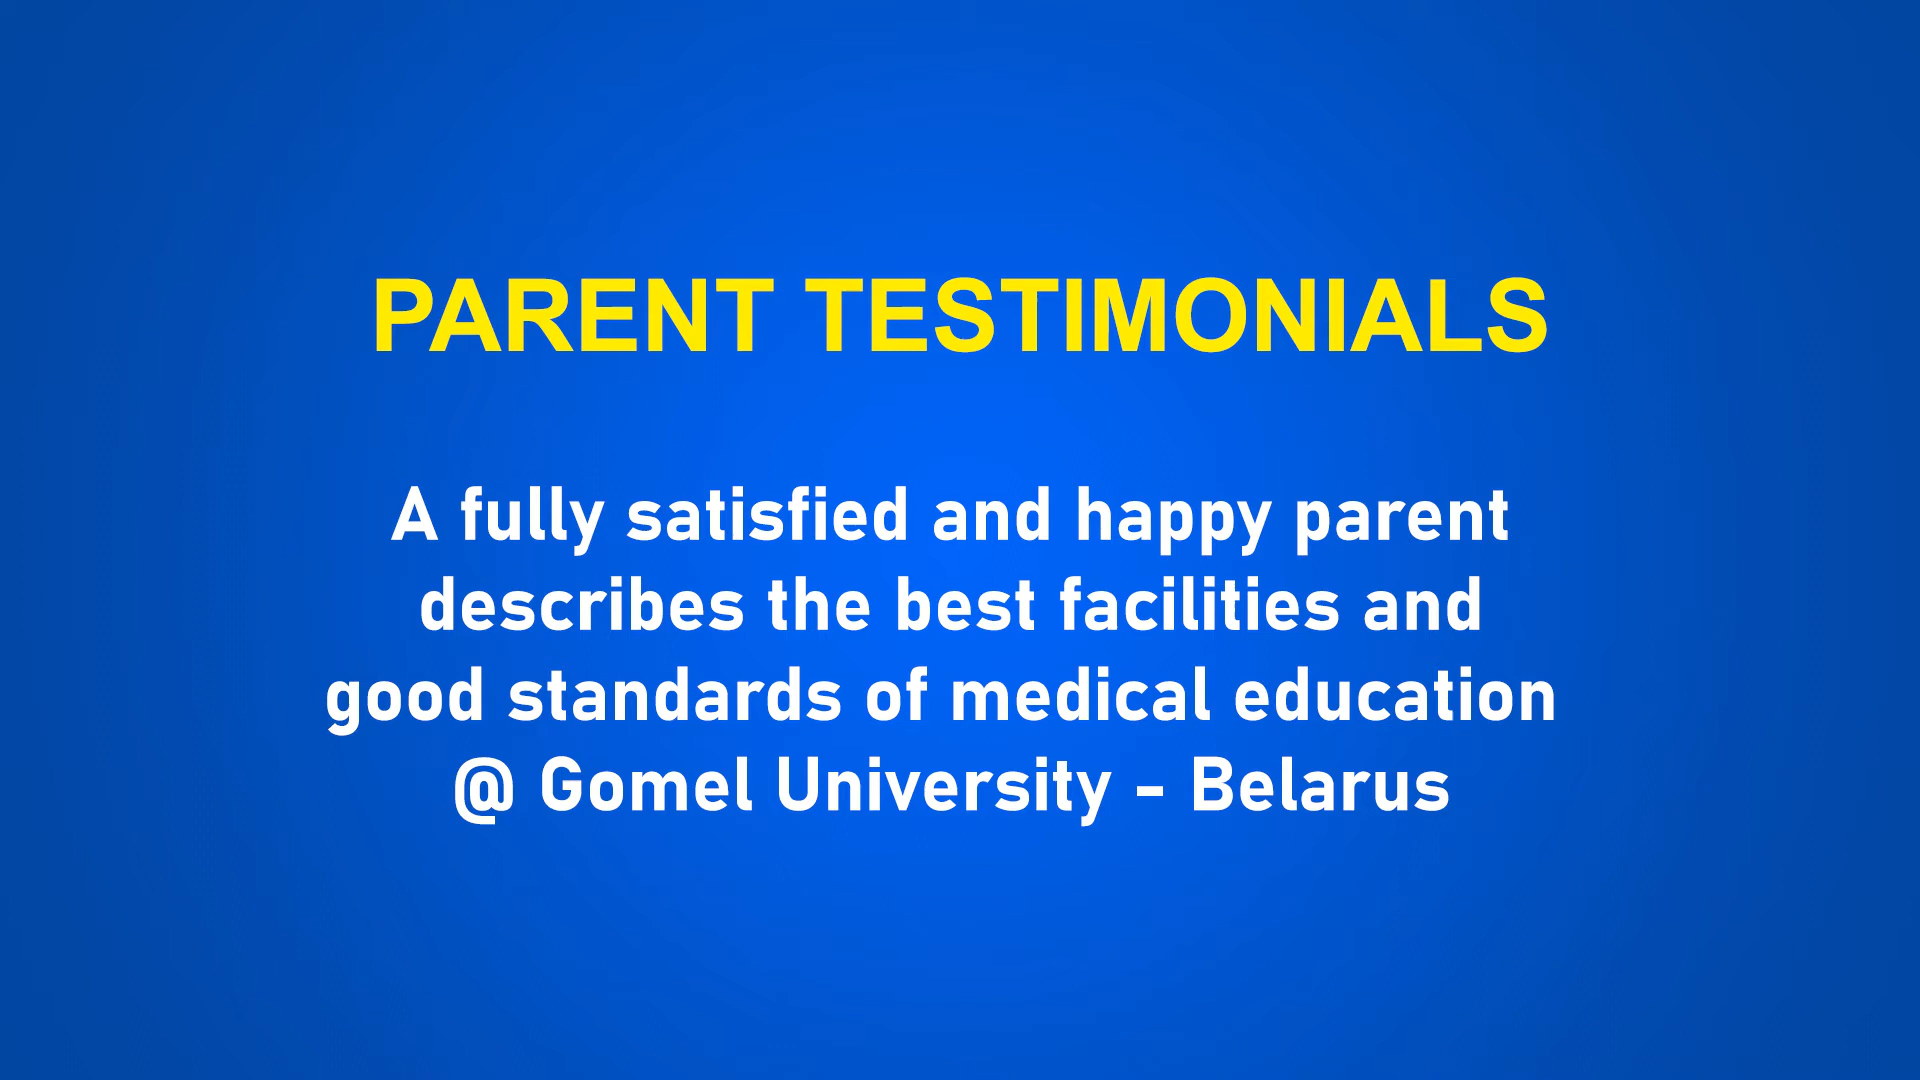 PARENT TESTIMONIALS
A fully satisfied and happy parent
describes the best facilities and
good standards of medical education
@ Gomel University - Belarus